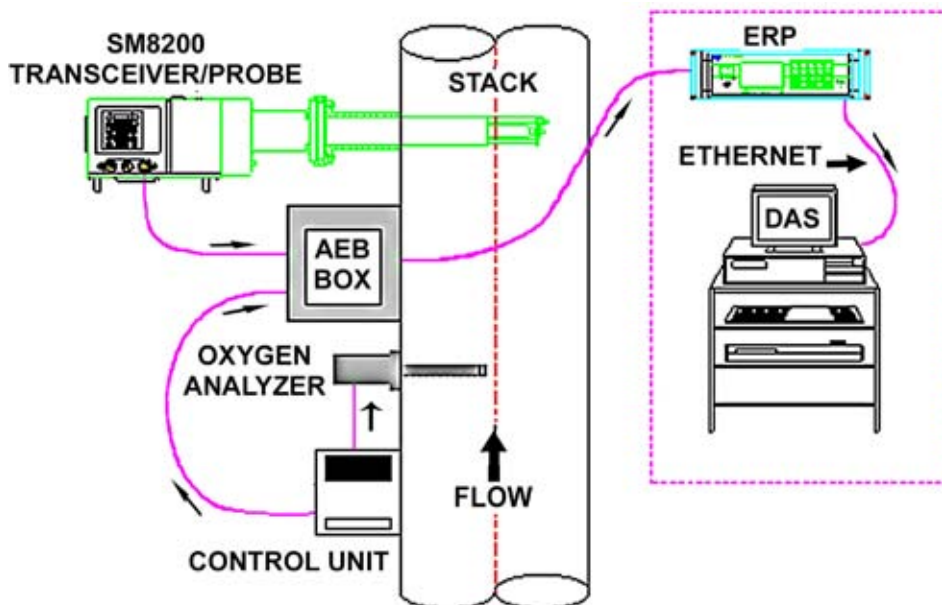 SM8200
TRANSCEIVER/PROBE
STACK
ERP
ETHERNET
DAS
AEB
BOX
OXYGEN
ANALYZER
FLOW
CONTROL UNIT